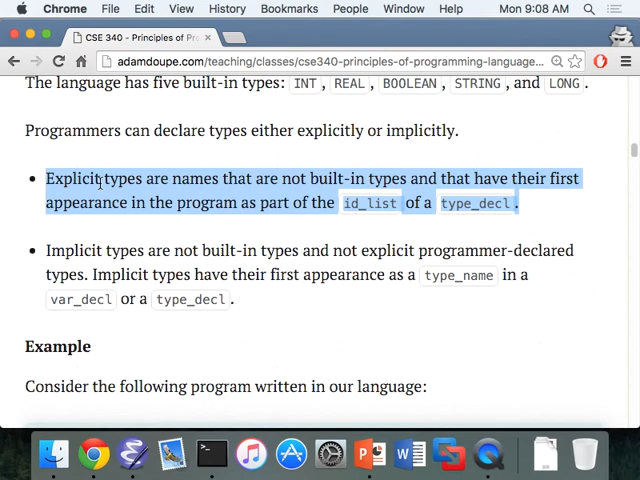 Chrome File Edit View History Bookmarks People Window Help Mon 9:08 AM
CSE 340 - Principles of Pro
adamdoupe.com/teaching/classes/cse340-principles-of-programming-language...
The language has five built-in types: INT, REAL, BOOLEAN, STRING, and LONG.
Programmers can declare types either explicitly or implicitly.
• Explicit types are names that are not built-in types and that have their first
appearance in the program as part of the id_list of a type_decl.
• Implicit types are not built-in types and not explicit programmer-declared
types. Implicit types have their first appearance as a type_name in a
var_decl or a type_decl.
Example
Consider the following program written in our language: